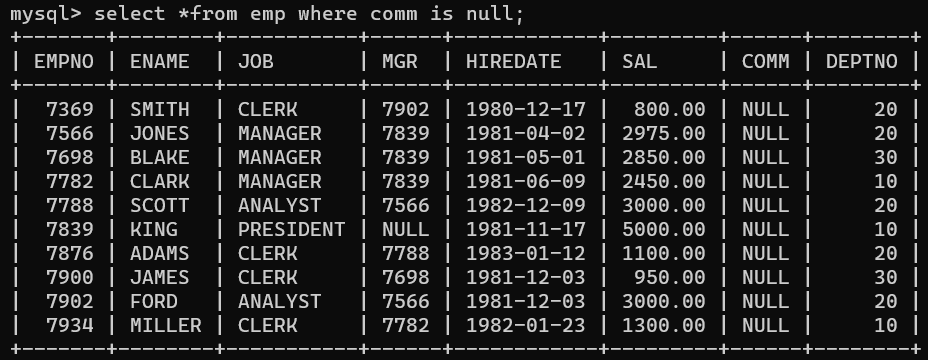 mysql> select *from emp where comm is null;
+-------+--------+-----------+------+------------+---------+------+--------+
| EMPNO | ENAME  | JOB       | MGR  | HIREDATE   | SAL     | COMM | DEPTNO |
+-------+--------+-----------+------+------------+---------+------+--------+
|  7369 | SMITH  | CLERK     | 7902 | 1980-12-17 |  800.00 | NULL |     20 |
|  7566 | JONES  | MANAGER   | 7839 | 1981-04-02 | 2975.00 | NULL |     20 |
|  7698 | BLAKE  | MANAGER   | 7839 | 1981-05-01 | 2850.00 | NULL |     30 |
|  7782 | CLARK  | MANAGER   | 7839 | 1981-06-09 | 2450.00 | NULL |     10 |
|  7788 | SCOTT  | ANALYST   | 7566 | 1982-12-09 | 3000.00 | NULL |     20 |
|  7839 | KING   | PRESIDENT | NULL | 1981-11-17 | 5000.00 | NULL |     10 |
|  7876 | ADAMS  | CLERK     | 7788 | 1983-01-12 | 1100.00 | NULL |     20 |
|  7900 | JAMES  | CLERK     | 7698 | 1981-12-03 |  950.00 | NULL |     30 |
|  7902 | FORD   | ANALYST   | 7566 | 1981-12-03 | 3000.00 | NULL |     20 |
|  7934 | MILLER | CLERK     | 7782 | 1982-01-23 | 1300.00 | NULL |     10 |
+-------+--------+-----------+------+------------+---------+------+--------+